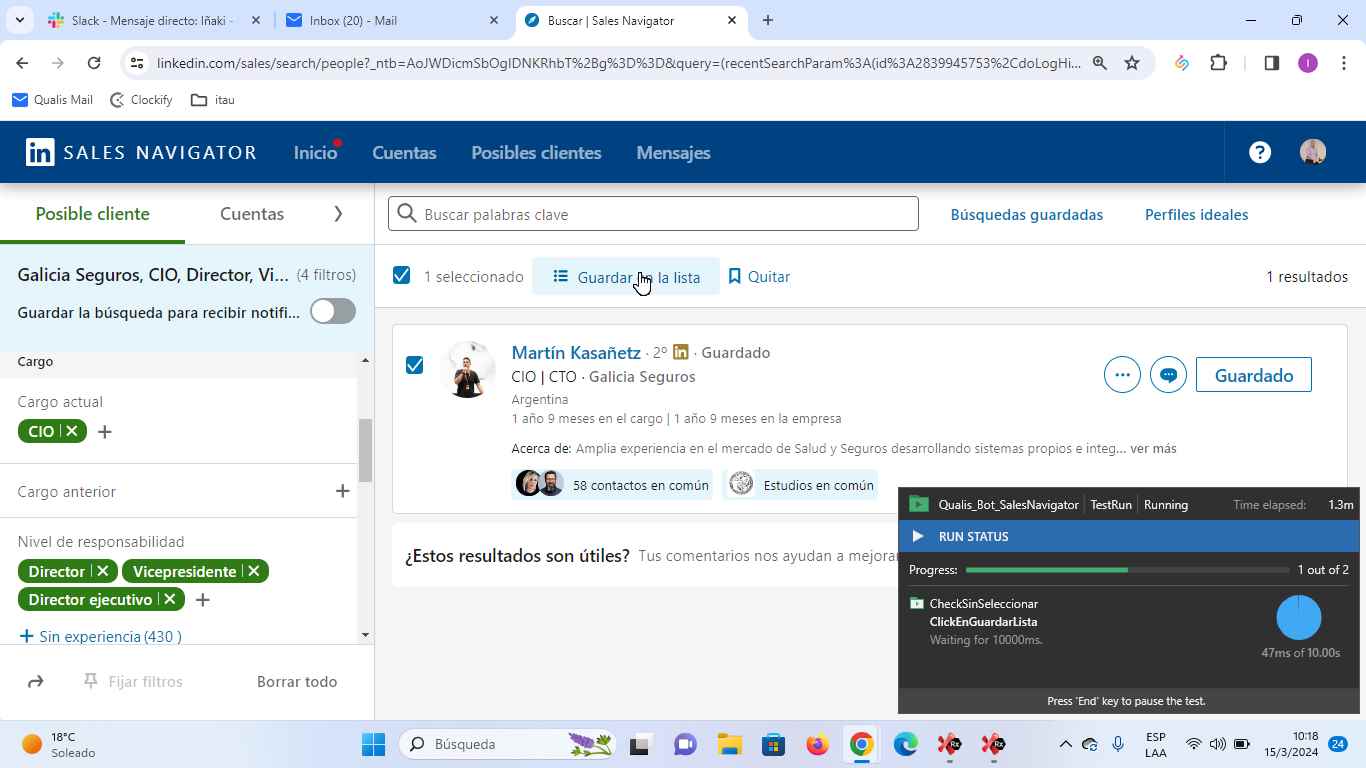 Slack - Mensaje directo: Iñaki -
Inbox (20) - Mail
Buscar | Sales Navigator
linkedin.com/sales/search/people?_ntb=AoJWDicmSbOgIDNKRhbT%2Bg%3D%3D&query=(recentSearchParam%3A(id%3A2839945753%2CdoLogHi...
I
Qualis Mail
Clockify
itau
in SALES NAVIGATOR
Inicio
Cuentas
Posibles clientes
Mensajes
?
Posible cliente
Cuentas
Buscar palabras clave
Búsquedas guardadas
Perfiles ideales
Galicia Seguros, CIO, Director, Vi... (4 filtros)
Guardar la búsqueda para recibir notifi...
1 seleccionado
Guardar en la lista
Quitar
1 resultados
Cargo
Cargo actual
CIO
Cargo anterior
Nivel de responsabilidad
Director
Vicepresidente
Director ejecutivo
+ Sin experiencia (430 )
Fijar filtros
Borrar todo
Martín Kasañetz · 2º in · Guardado
CIO | CTO · Galicia Seguros
Argentina
1 año 9 meses en el cargo | 1 año 9 meses en la empresa
Acerca de: Amplia experiencia en el mercado de Salud y Seguros desarrollando sistemas propios e integ... ver más
58 contactos en común
Estudios en común
Guardado
¿Estos resultados son útiles? Tus comentarios nos ayudan a mejorar
Qualis_Bot_SalesNavigator
TestRun
Running
Time elapsed: 1.3m
RUN STATUS
Progress:
1 out of 2
CheckSinSeleccionar
ClickEnGuardarLista
Waiting for 10000ms.
47ms of 10.00s
Press 'End' key to pause the test.
18°C
Soleado
Búsqueda
Rx
Rx
ESP
LAA
10:18
15/3/2024
24